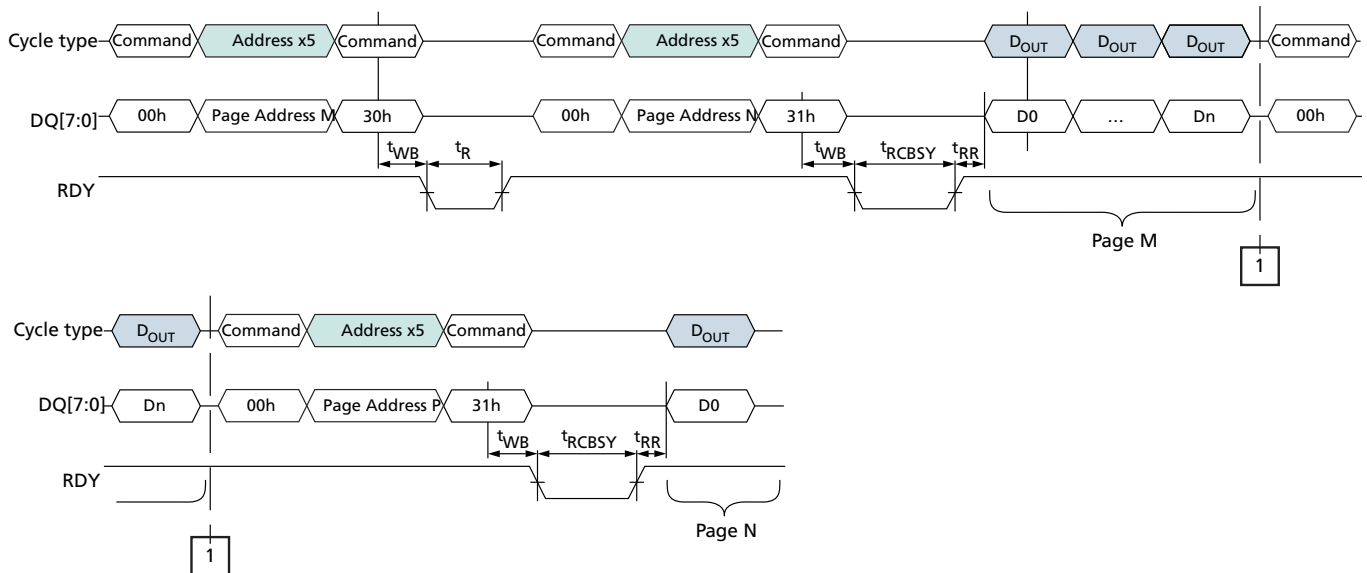 Cycle type Command Address x5 Command Command Address x5 Command DOUT DOUT DOUT Command
DQ[7:0] 00h Page Address M 30h 00h Page Address N 31h D0 ... Dn 00h
tWB tR tWB tRCBSY tRR
RDY
Page M
1
Cycle type DOUT Command Address x5 Command DOUT
DQ[7:0] Dn 00h Page Address P 31h D0
tWB tRCBSY tRR
RDY
Page N
1